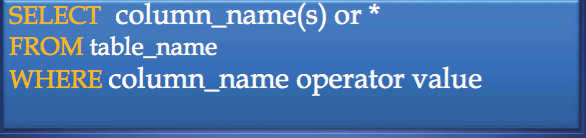 SELECT column_name(s) or *
FROM table_name
WHERE column_name operator value